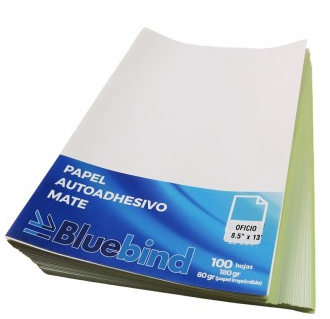 PAPEL
AUTOADHESIVO
MATE
Bluebind
OFICIO
8.5" x 13"
100 hojas
180 gr
80 gr (papel imprimible)